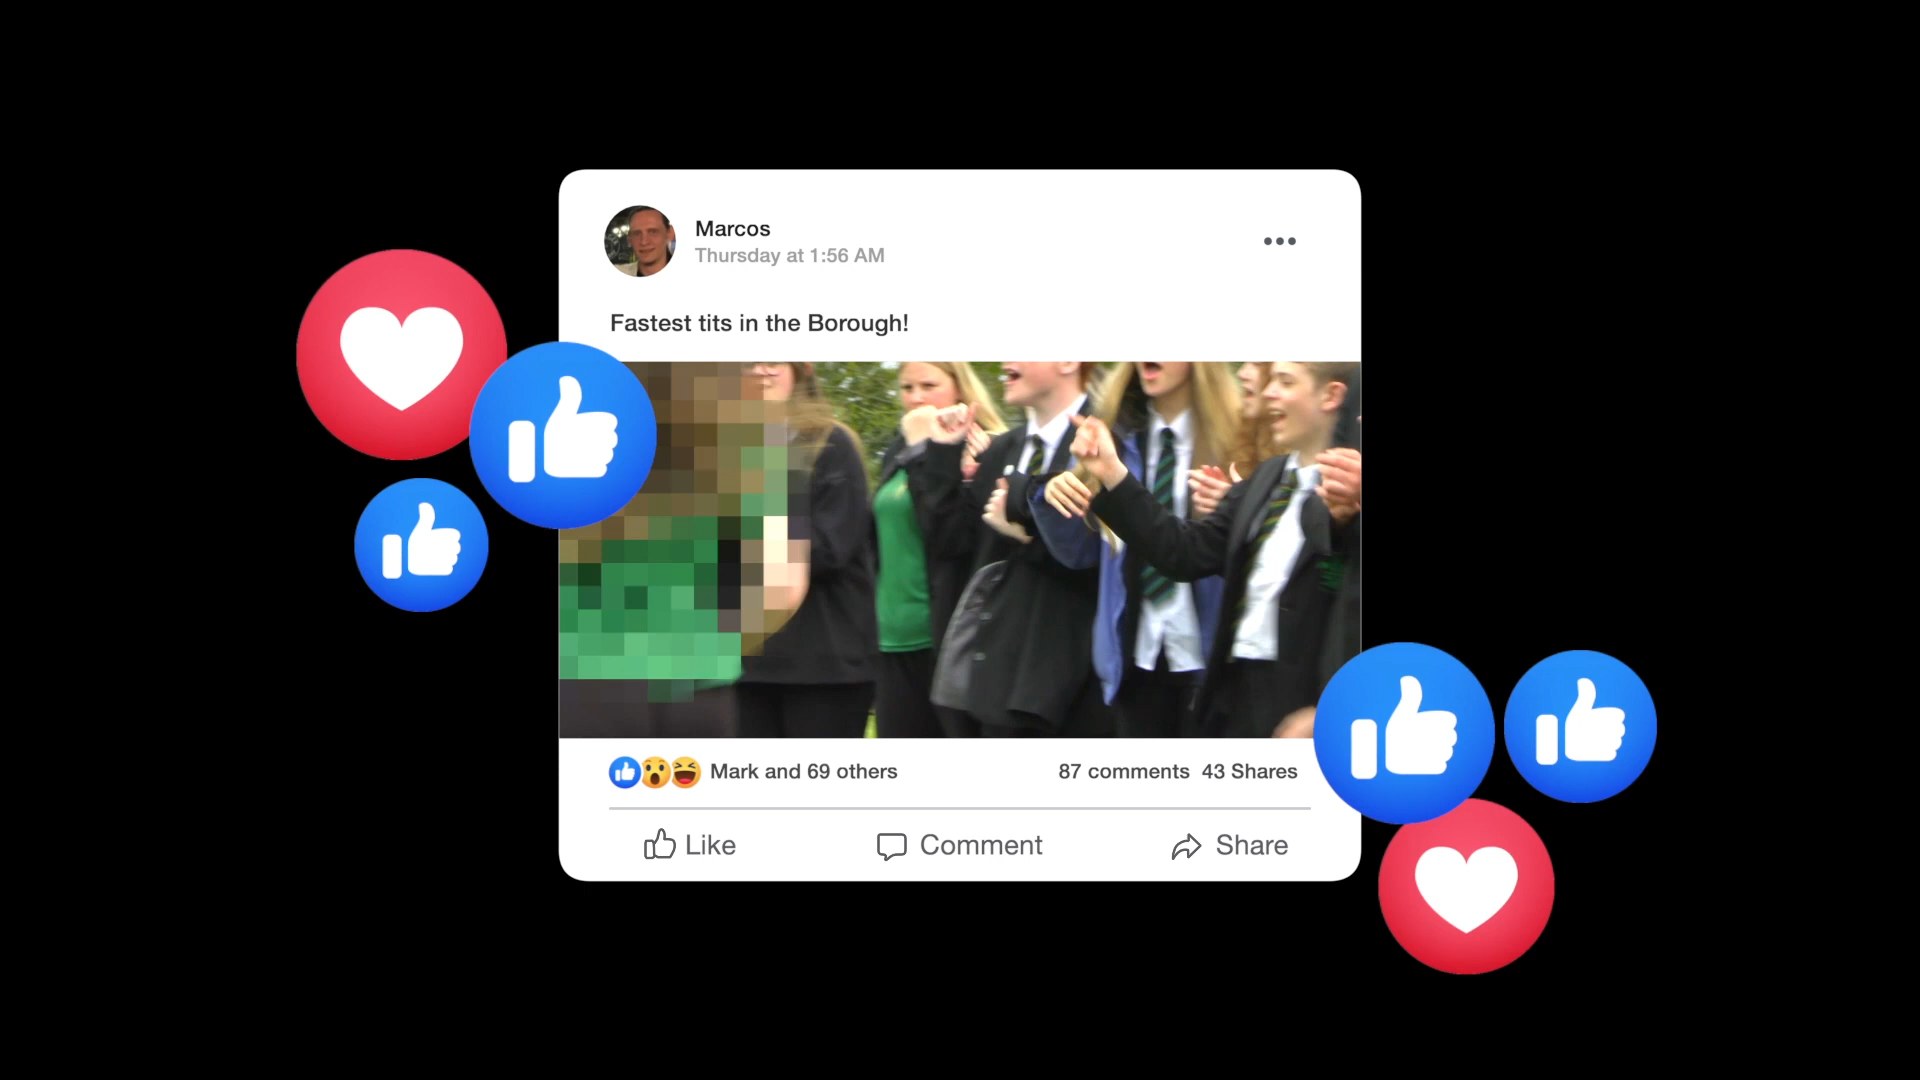 Marcos
Thursday at 1:56 AM
Fastest tits in the Borough!
Mark and 69 others
87 comments 43 Shares
Like
Comment
Share